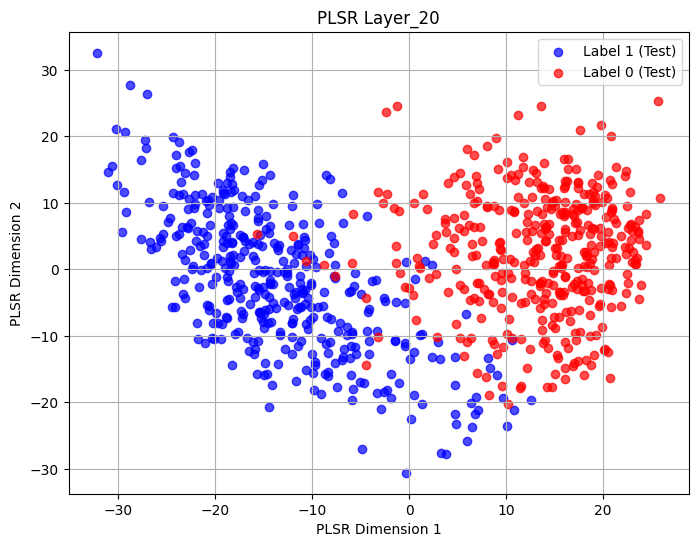 PLSR Layer_20
Label 1 (Test)
Label 0 (Test)
PLSR Dimension 2
30
20
10
0
−10
−20
−30
−30
−20
−10
0
10
20
PLSR Dimension 1